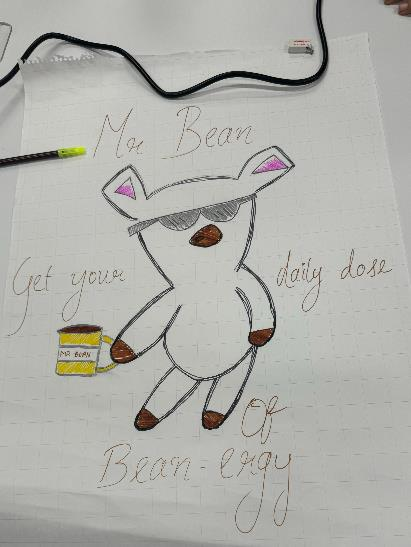 Mr Bean
Get your daily dose
MR BEAN
Of
Bean-ergy